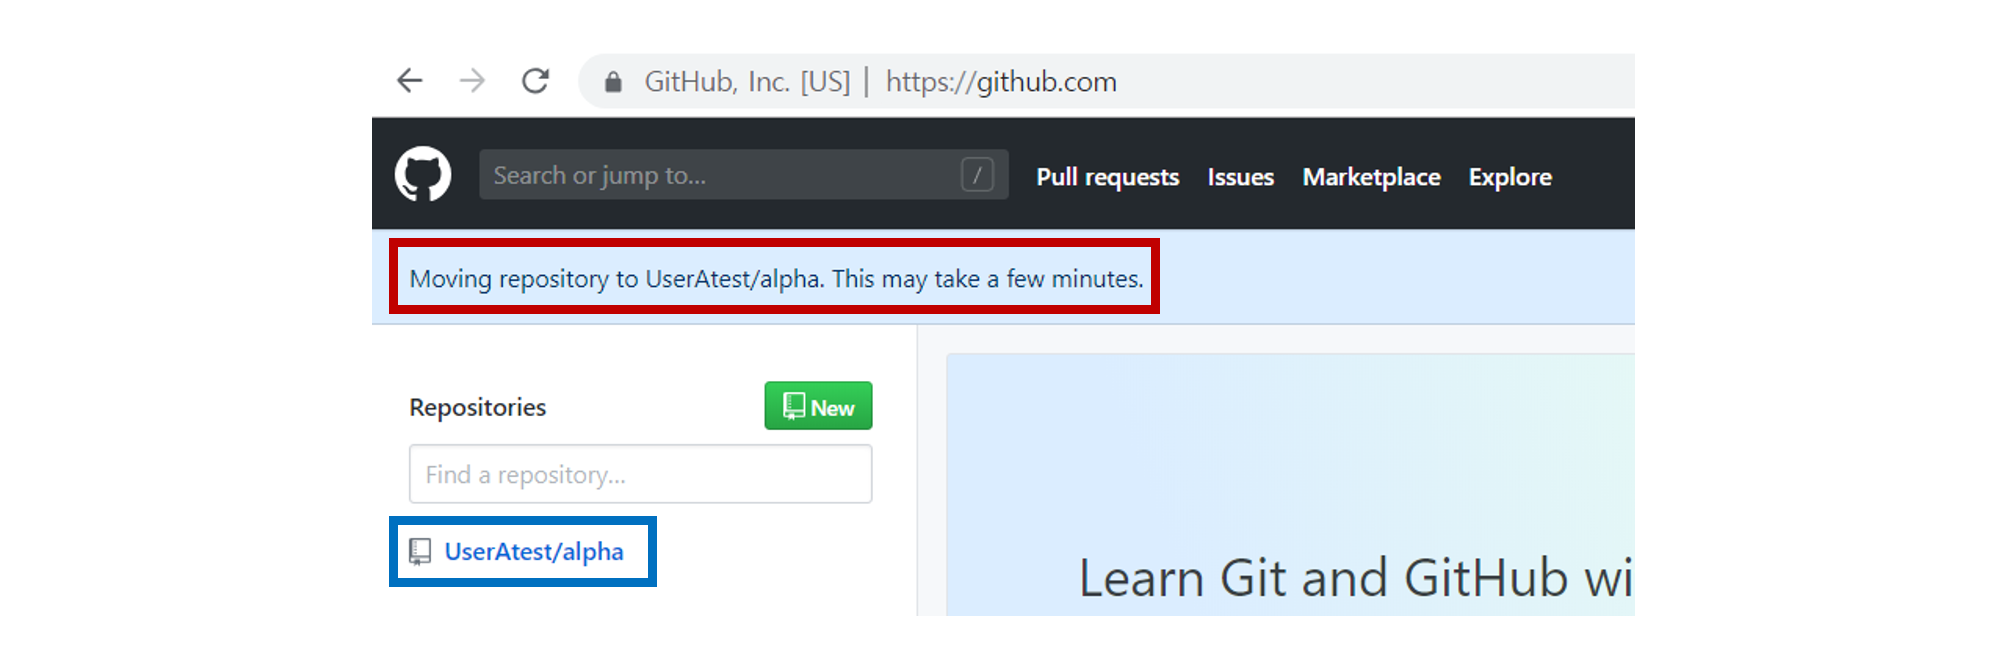 GitHub, Inc. [US] | https://github.com
Search or jump to... /
Pull requests Issues Marketplace Explore
Moving repository to UserAtest/alpha. This may take a few minutes.
Repositories
New
Find a repository...
UserAtest/alpha
Learn Git and GitHub wi